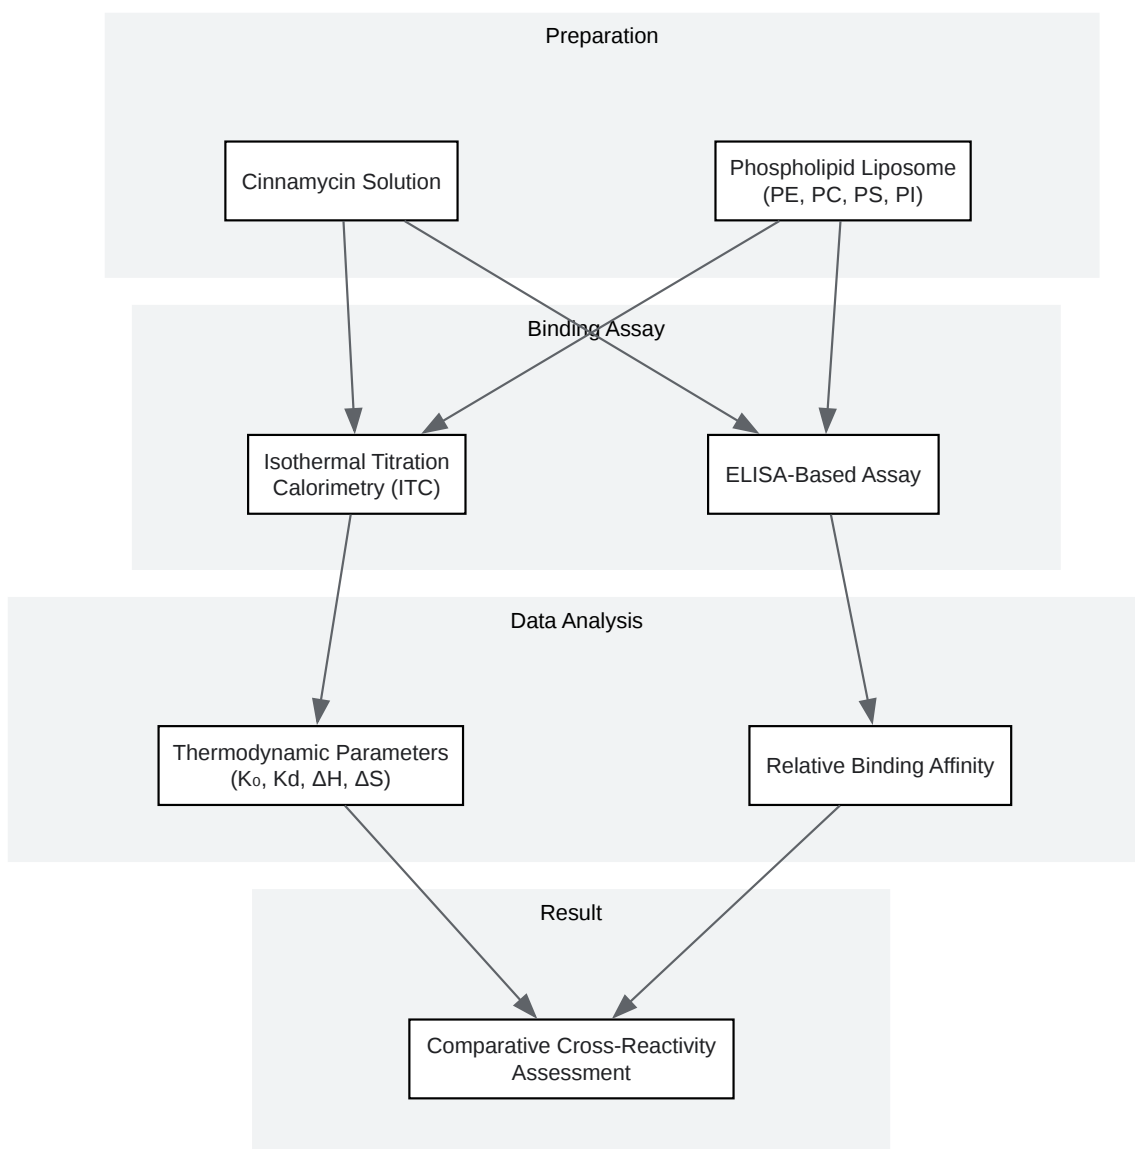 Preparation
Cinnamycin Solution
Phospholipid Liposome
(PE, PC, PS, PI)
Binding Assay
Isothermal Titration
Calorimetry (ITC)
ELISA-Based Assay
Data Analysis
Thermodynamic Parameters
(K₀, Kd, ΔH, ΔS)
Relative Binding Affinity
Result
Comparative Cross-Reactivity
Assessment